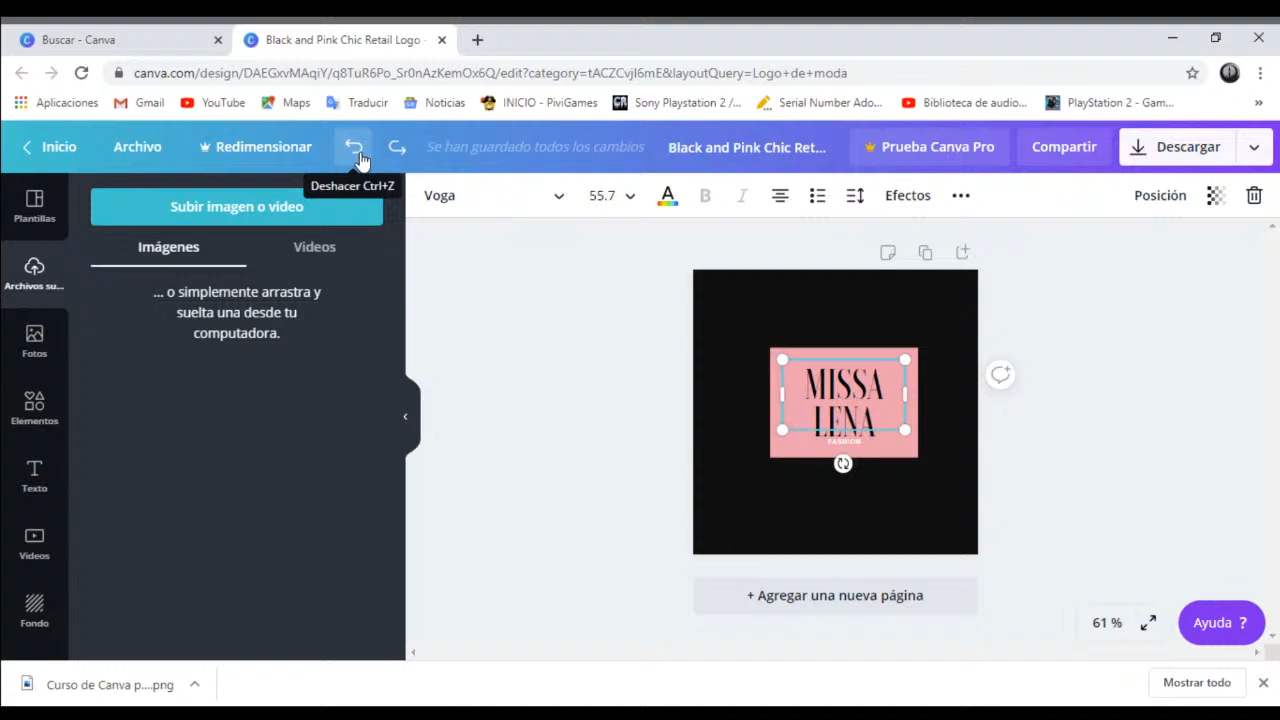 Buscar - Canva
Black and Pink Chic Retail Logo -
canva.com/design/DAEGxvMAqiY/q8TuR6Po_Sr0nAzKemOx6Q/edit?category=tACZCvjI6mE&layoutQuery=Logo+de+moda
Aplicaciones
Gmail
YouTube
Maps
Traducir
Noticias
INICIO - PiviGames
Sony Playstation 2 /...
Serial Number Ado...
Biblioteca de audio...
PlayStation 2 - Gam...
»
Inicio
Archivo
Redimensionar
Se han guardado todos los cambios
Black and Pink Chic Ret...
Prueba Canva Pro
Compartir
Descargar
Deshacer Ctrl+Z
Plantillas
Archivos su...
Fotos
Elementos
Texto
Videos
Fondo
Subir imagen o video
Imágenes
Videos
... o simplemente arrastra y
suelta una desde tu
computadora.
Voga
55.7
A
B
I
Efectos
Posición
MISSA
LENA
FASHION
+ Agregar una nueva página
61 %
Ayuda ?
Curso de Canva p....png
Mostrar todo